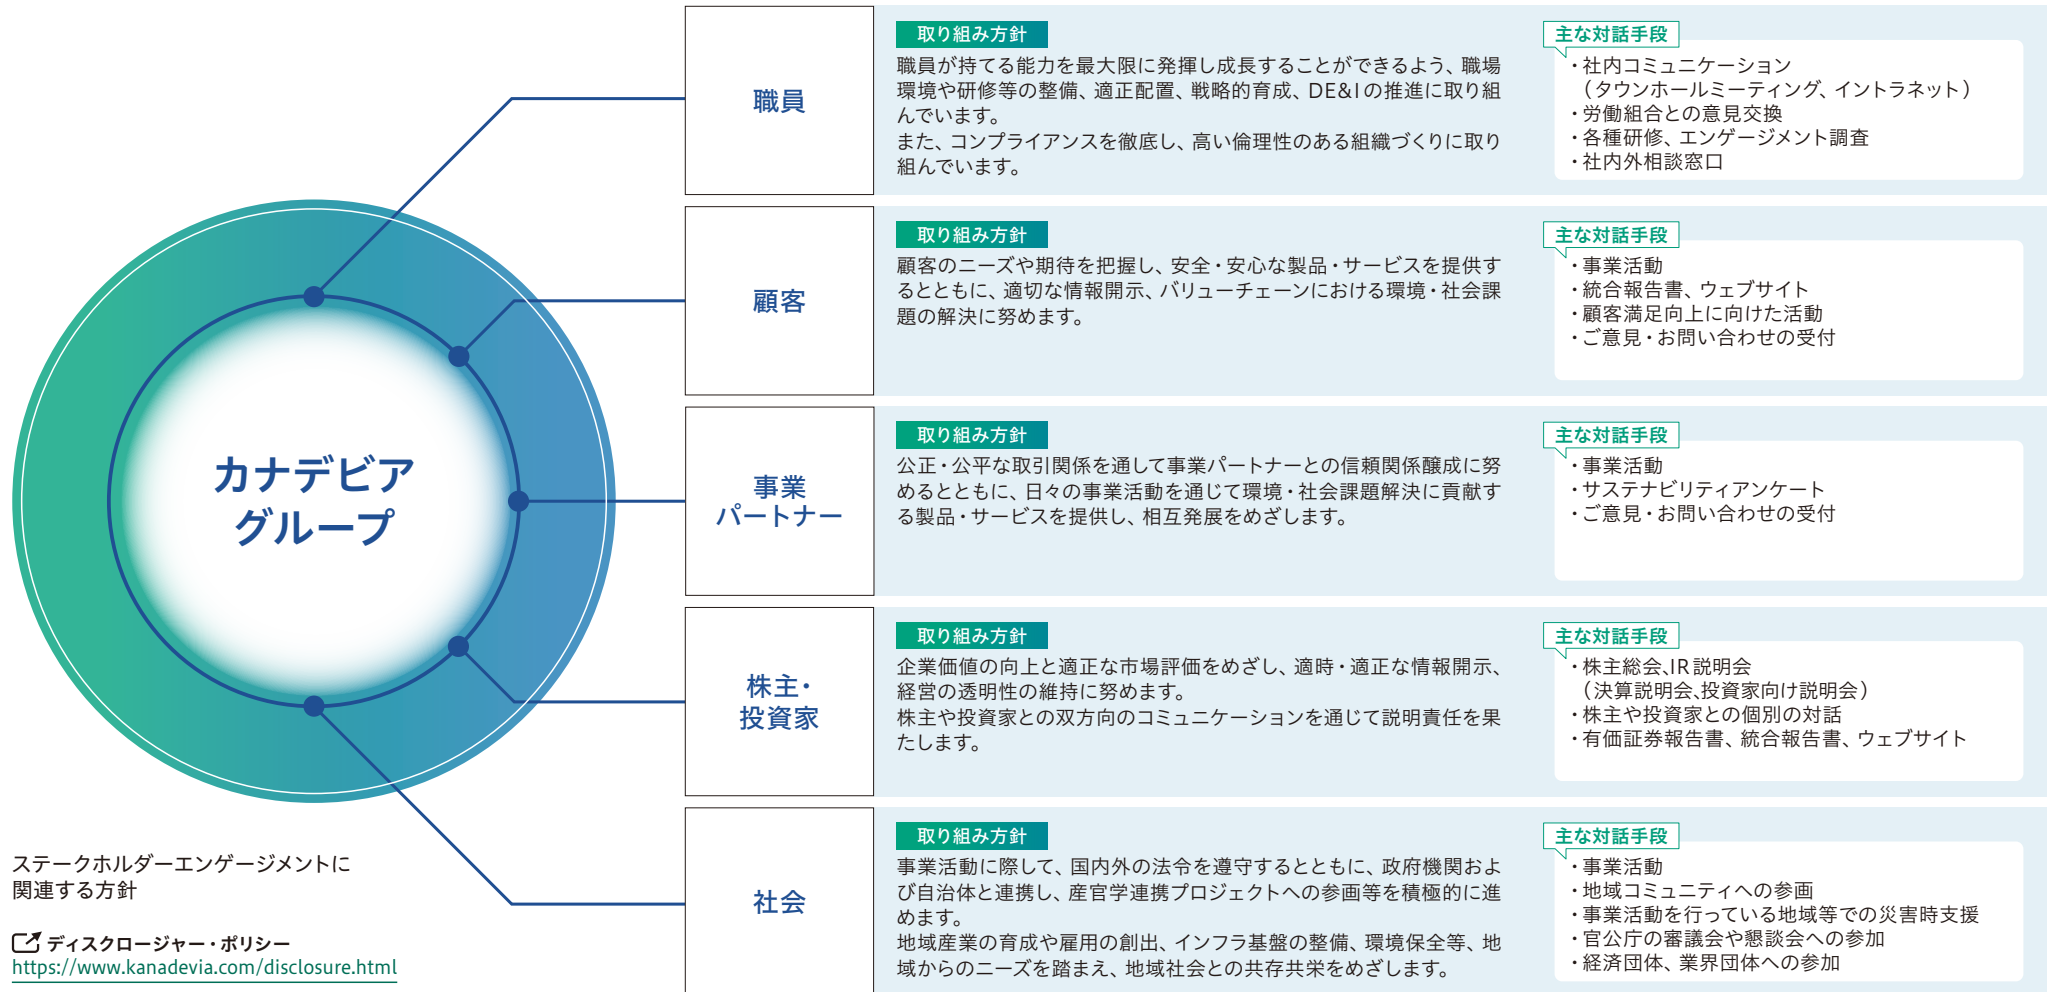 カナデビア
グループ
ステークホルダーエンゲージメントに
関連する方針
ディスクロージャー・ポリシー
https://www.kanadevia.com/disclosure.html
職員
取り組み方針
職員が持てる能力を最大限に発揮し成長することができるよう、職場
環境や研修等の整備、適正配置、戦略的育成、DE&Iの推進に取り組
んでいます。
また、コンプライアンスを徹底し、高い倫理性のある組織づくりに取り
組んでいます。
主な対話手段
・社内コミュニケーション
（タウンホールミーティング、イントラネット）
・労働組合との意見交換
・各種研修、エンゲージメント調査
・社内外相談窓口
顧客
取り組み方針
顧客のニーズや期待を把握し、安全・安心な製品・サービスを提供す
るとともに、適切な情報開示、バリューチェーンにおける環境・社会課
題の解決に努めます。
主な対話手段
・事業活動
・統合報告書、ウェブサイト
・顧客満足向上に向けた活動
・ご意見・お問い合わせの受付
事業
パートナー
取り組み方針
公正・公平な取引関係を通して事業パートナーとの信頼関係醸成に努
めるとともに、日々の事業活動を通じて環境・社会課題解決に貢献す
る製品・サービスを提供し、相互発展をめざします。
主な対話手段
・事業活動
・サステナビリティアンケート
・ご意見・お問い合わせの受付
株主・
投資家
取り組み方針
企業価値の向上と適正な市場評価をめざし、適時・適正な情報開示、
経営の透明性の維持に努めます。
株主や投資家との双方向のコミュニケーションを通じて説明責任を果
たします。
主な対話手段
・株主総会、IR説明会
（決算説明会、投資家向け説明会）
・株主や投資家との個別の対話
・有価証券報告書、統合報告書、ウェブサイト
社会
取り組み方針
事業活動に際して、国内外の法令を遵守するとともに、政府機関およ
び自治体と連携し、産官学連携プロジェクトへの参画等を積極的に進
めます。
地域産業の育成や雇用の創出、インフラ基盤の整備、環境保全等、地
域からのニーズを踏まえ、地域社会との共存共栄をめざします。
主な対話手段
・事業活動
・地域コミュニティへの参画
・事業活動を行っている地域等での災害時支援
・官公庁の審議会や懇談会への参加
・経済団体、業界団体への参加